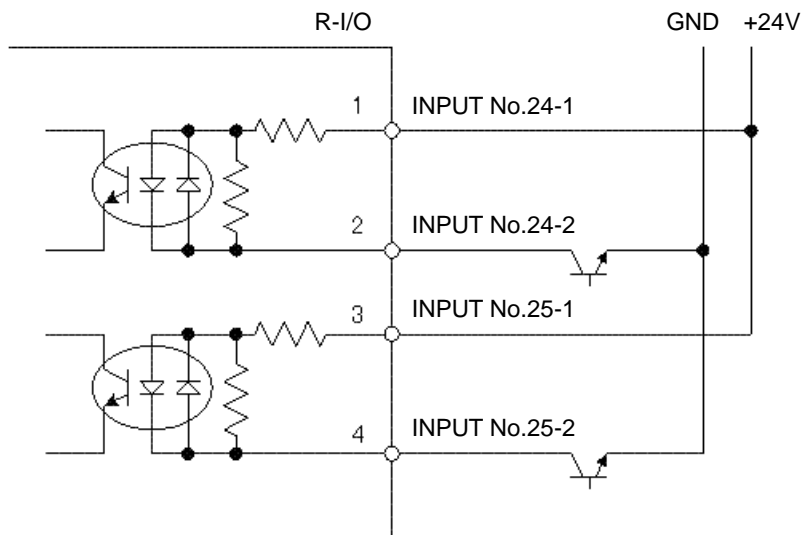 R-I/O GND +24V
1 INPUT No.24-1
2 INPUT No.24-2
3 INPUT No.25-1
4 INPUT No.25-2